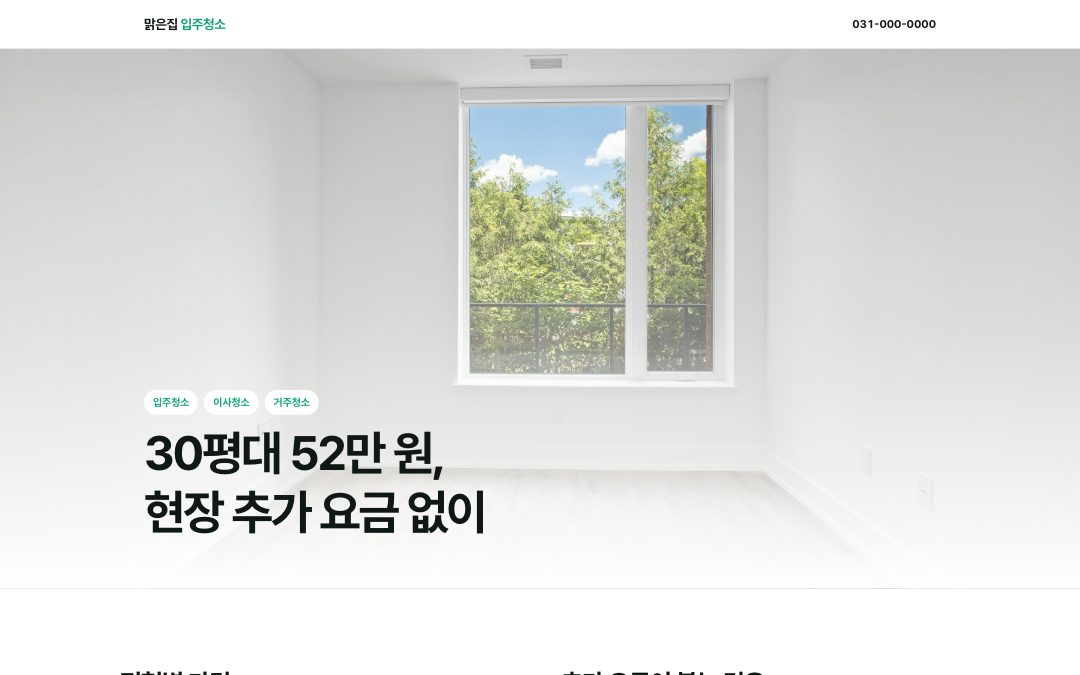 맑은집 입주청소
031-000-0000
입주청소 이사청소 거주청소
30평대 52만 원,
현장 추가 요금 없이